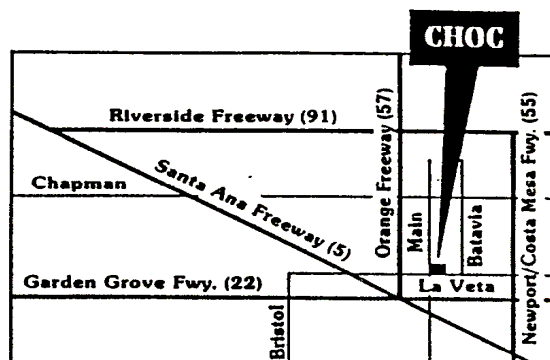 CHOC
Riverside Freeway (91)
Orange Freeway (57)
Newport/Costa Mesa Fwy. (55)
Santa Ana Freeway (5)
Chapman
Main
Batavia
Garden Grove Fwy. (22)
La Veta
Bristol